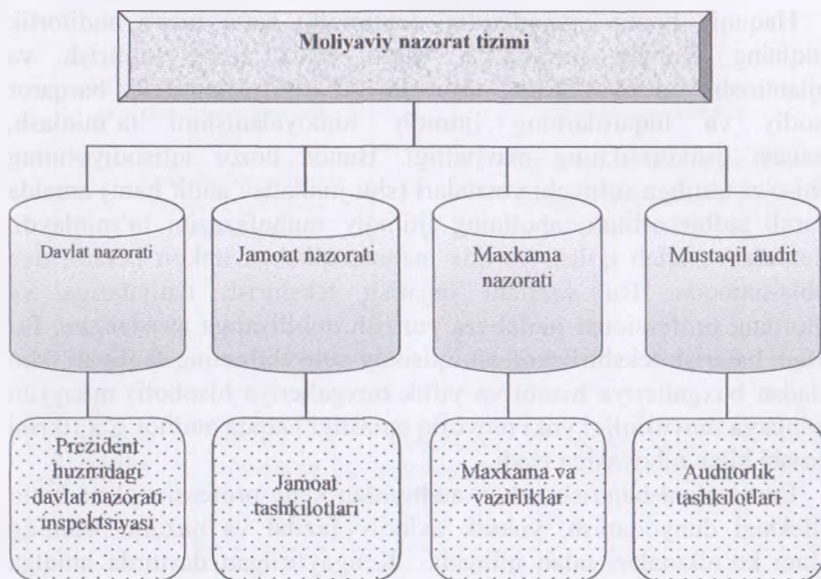 Moliyaviy nazorat tizimi
Davlat nazorati
Jamoat nazorati
Maxkama
nazorati
Mustaqil audit
Prezident
huziridagi
davlat nazorati
inspektsiyasi
Jamoat
tashkilotlari
Maxkama va
vazirliklar
Auditorlik
tashkilotlari